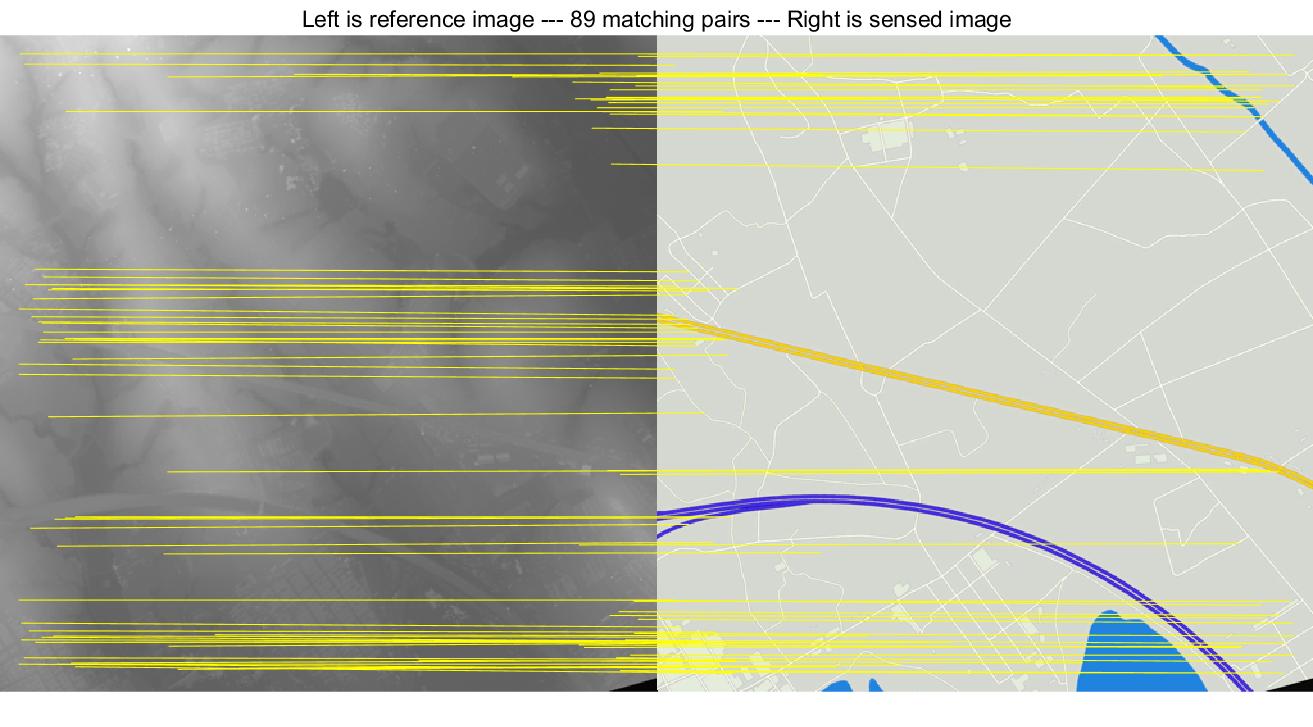 Left is reference image --- 89 matching pairs --- Right is sensed image